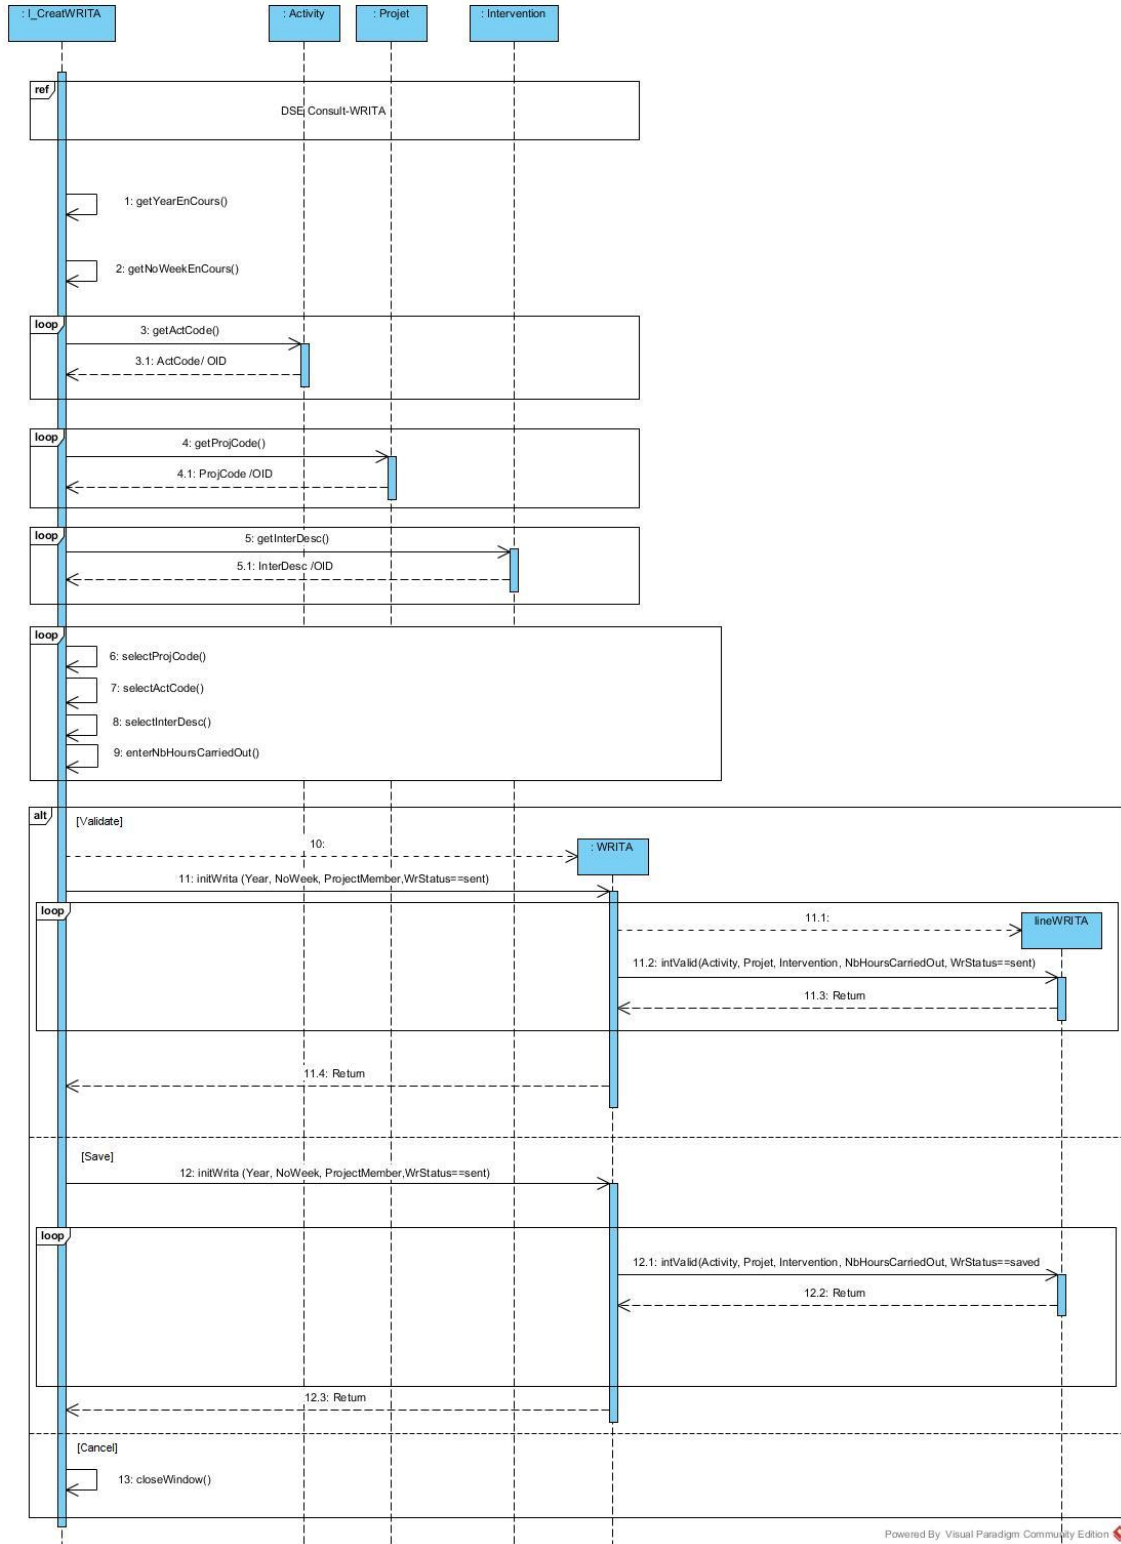 : I_CreatWRITA
: Activity
: Projet
: Intervention
ref
DSE Consult-WRITA
1: getYearEnCours()
2: getNoWeekEnCours()
loop
3: getActCode()
3.1: ActCode/ OID
loop
4: getProjCode()
4.1: ProjCode /OID
loop
5: getInterDesc()
5.1: InterDesc /OID
loop
6: selectProjCode()
7: selectActCode()
8: selectInterDesc()
9: enterNbHoursCarriedOut()
alt
[Validate]
10:
: WRITA
11: initWrita (Year, NoWeek, ProjectMember,WrStatus==sent)
loop
11.1:
lineWRITA
11.2: intValid(Activity, Projet, Intervention, NbHoursCarriedOut, WrStatus==sent)
11.3: Return
11.4: Return
[Save]
12: initWrita (Year, NoWeek, ProjectMember,WrStatus==sent)
loop
12.1: intValid(Activity, Projet, Intervention, NbHoursCarriedOut, WrStatus==saved
12.2: Return
12.3: Return
[Cancel]
13: closeWindow()
Powered By Visual Paradigm Community Edition